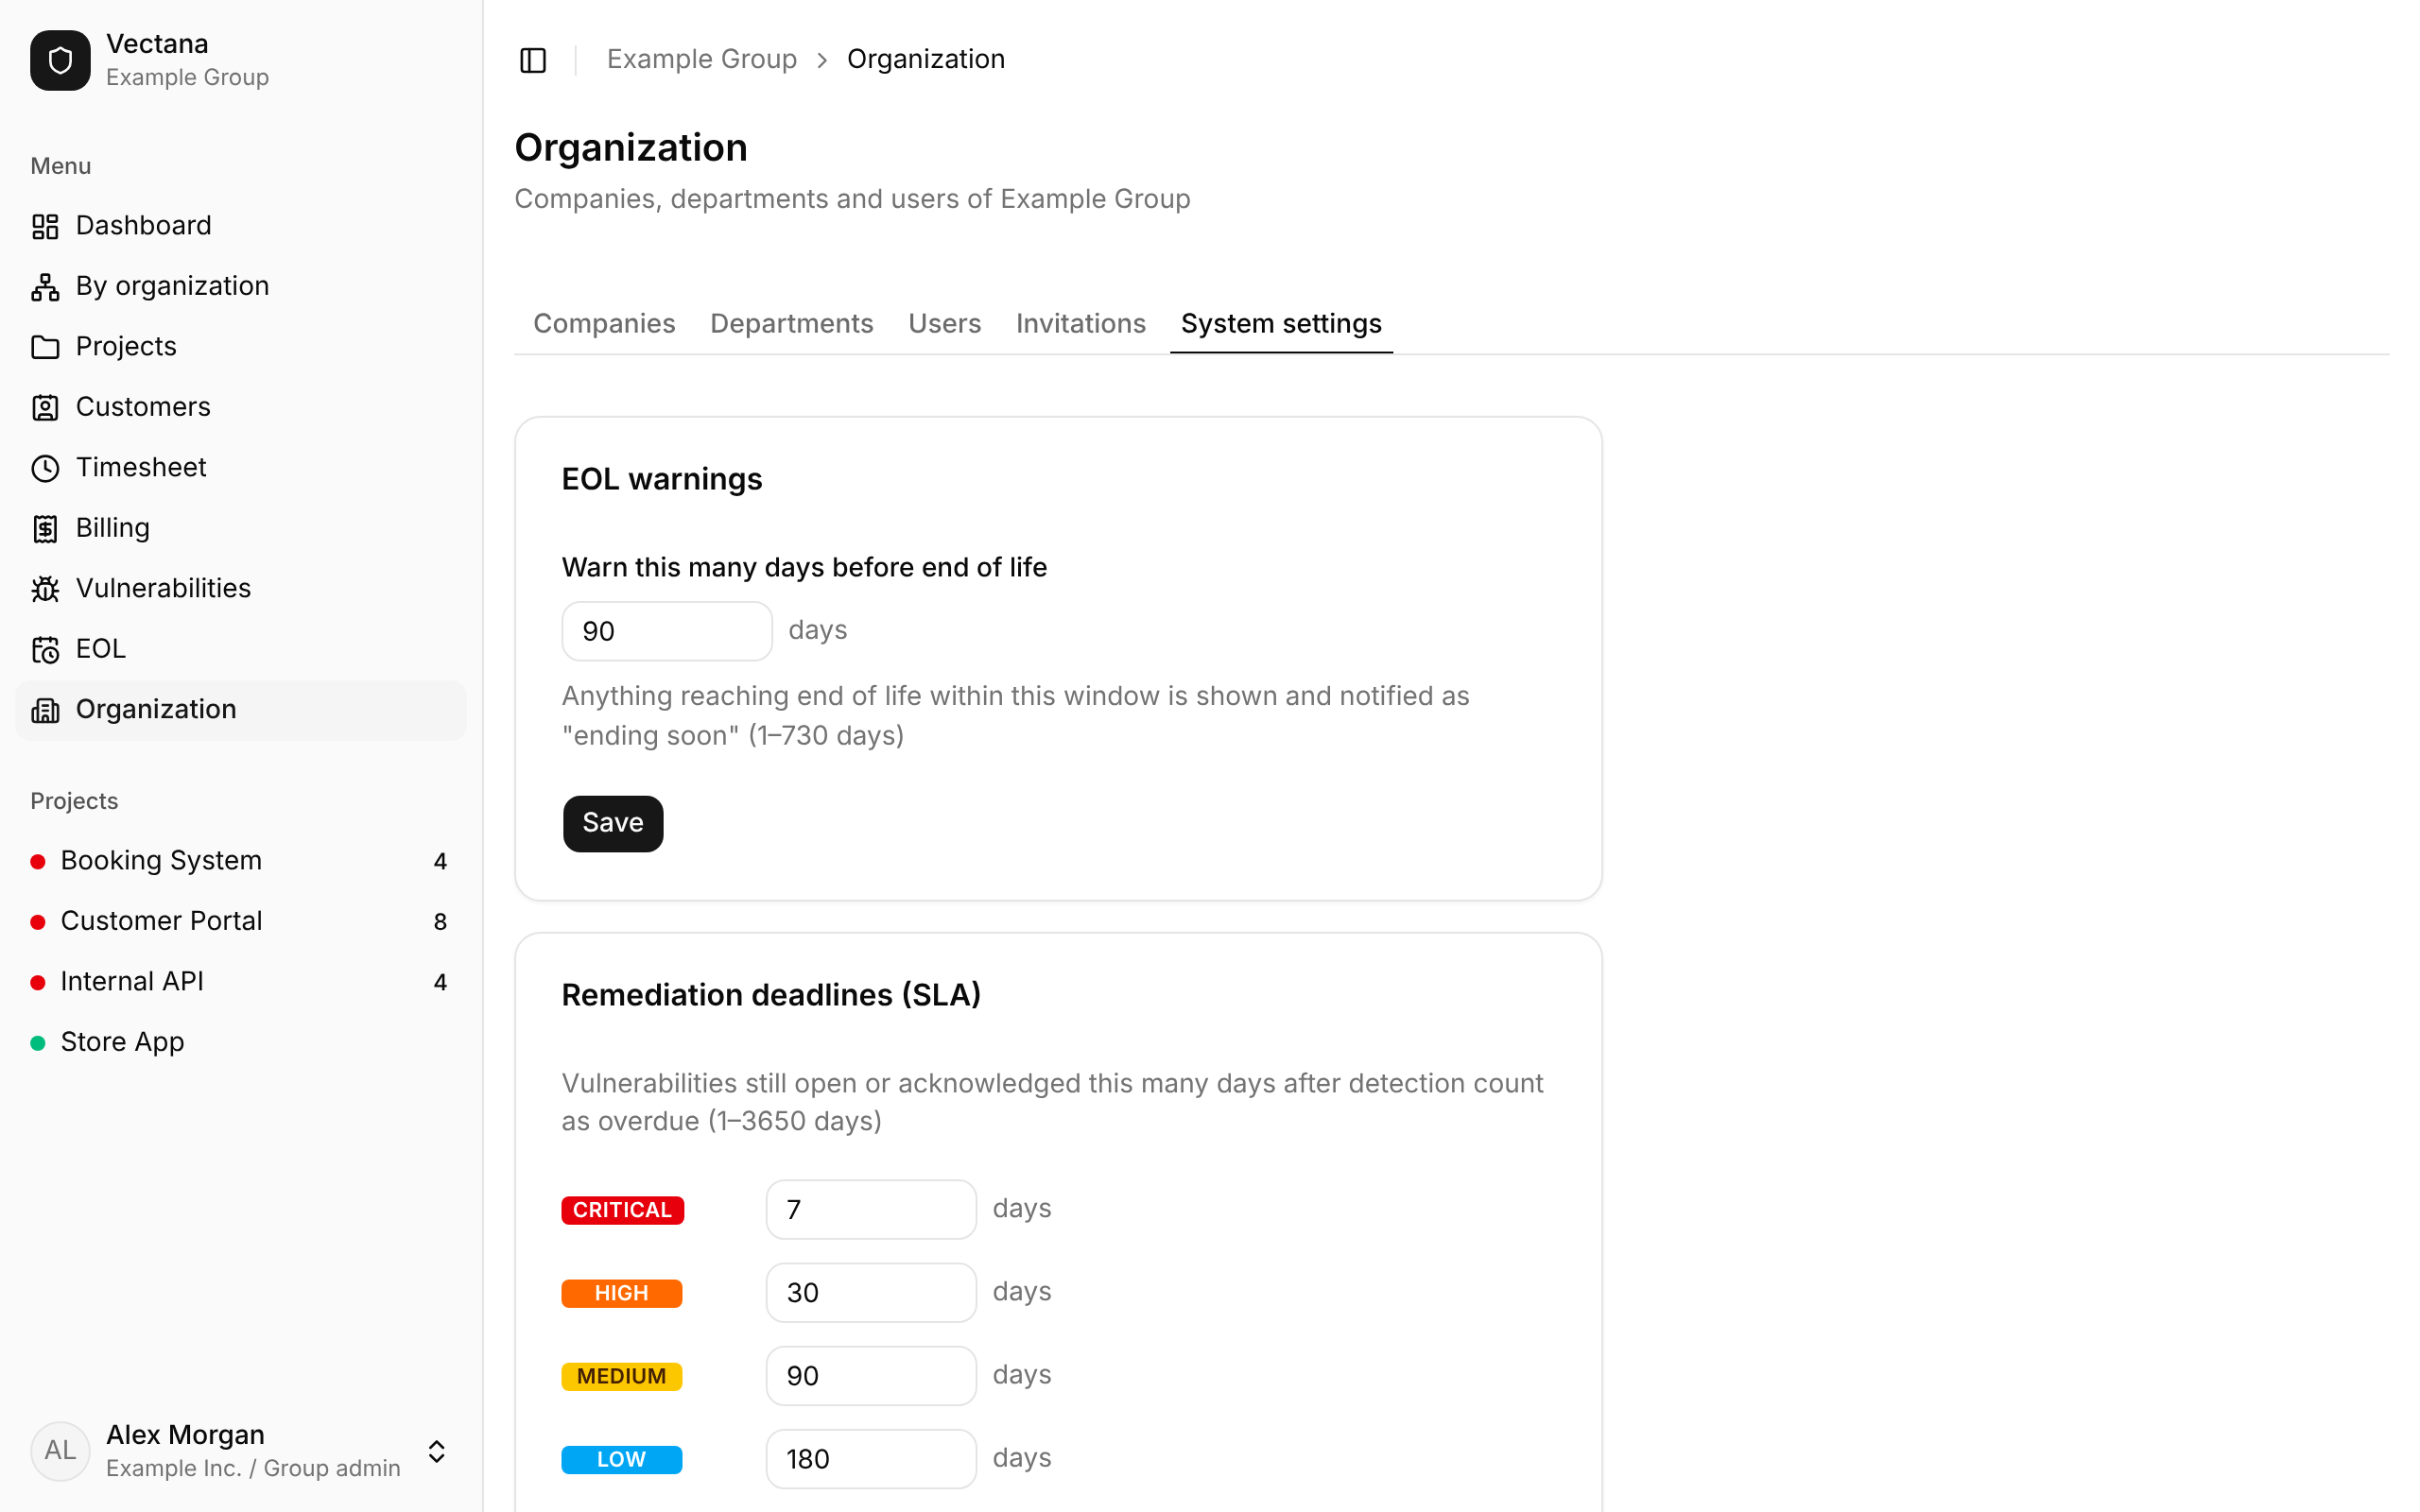 Vectana
Example Group
Menu
Dashboard
By organization
Projects
Customers
Timesheet
Billing
Vulnerabilities
EOL
Organization
Projects
Booking System 4
Customer Portal 8
Internal API 4
Store App
AL
Alex Morgan
Example Inc. / Group admin
Example Group > Organization
Organization
Companies, departments and users of Example Group
Companies Departments Users Invitations System settings
EOL warnings
Warn this many days before end of life
90 days
Anything reaching end of life within this window is shown and notified as
"ending soon" (1–730 days)
Save
Remediation deadlines (SLA)
Vulnerabilities still open or acknowledged this many days after detection count
as overdue (1–3650 days)
CRITICAL 7 days
HIGH 30 days
MEDIUM 90 days
LOW 180 days